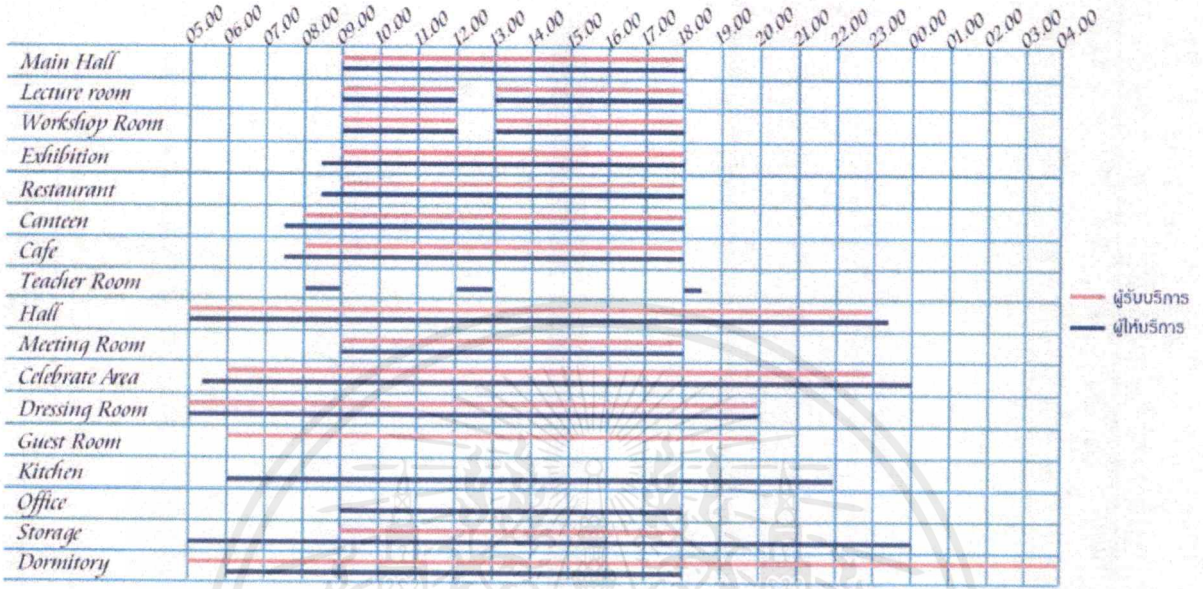 05.00 06.00 07.00 08.00 09.00 10.00 11.00 12.00 13.00 14.00 15.00 16.00 17.00 18.00 19.00 20.00 21.00 22.00 23.00 00.00 01.00 02.00 03.00 04.00
Main Hall
Lecture room
Workshop Room
Exhibition
Restaurant
Canteen
Cafe
Teacher Room
Hall
Meeting Room
Celebrate Area
Dressing Room
Guest Room
Kitchen
Office
Storage
Dormitory
ผู้รับบริการ
ผู้ให้บริการ